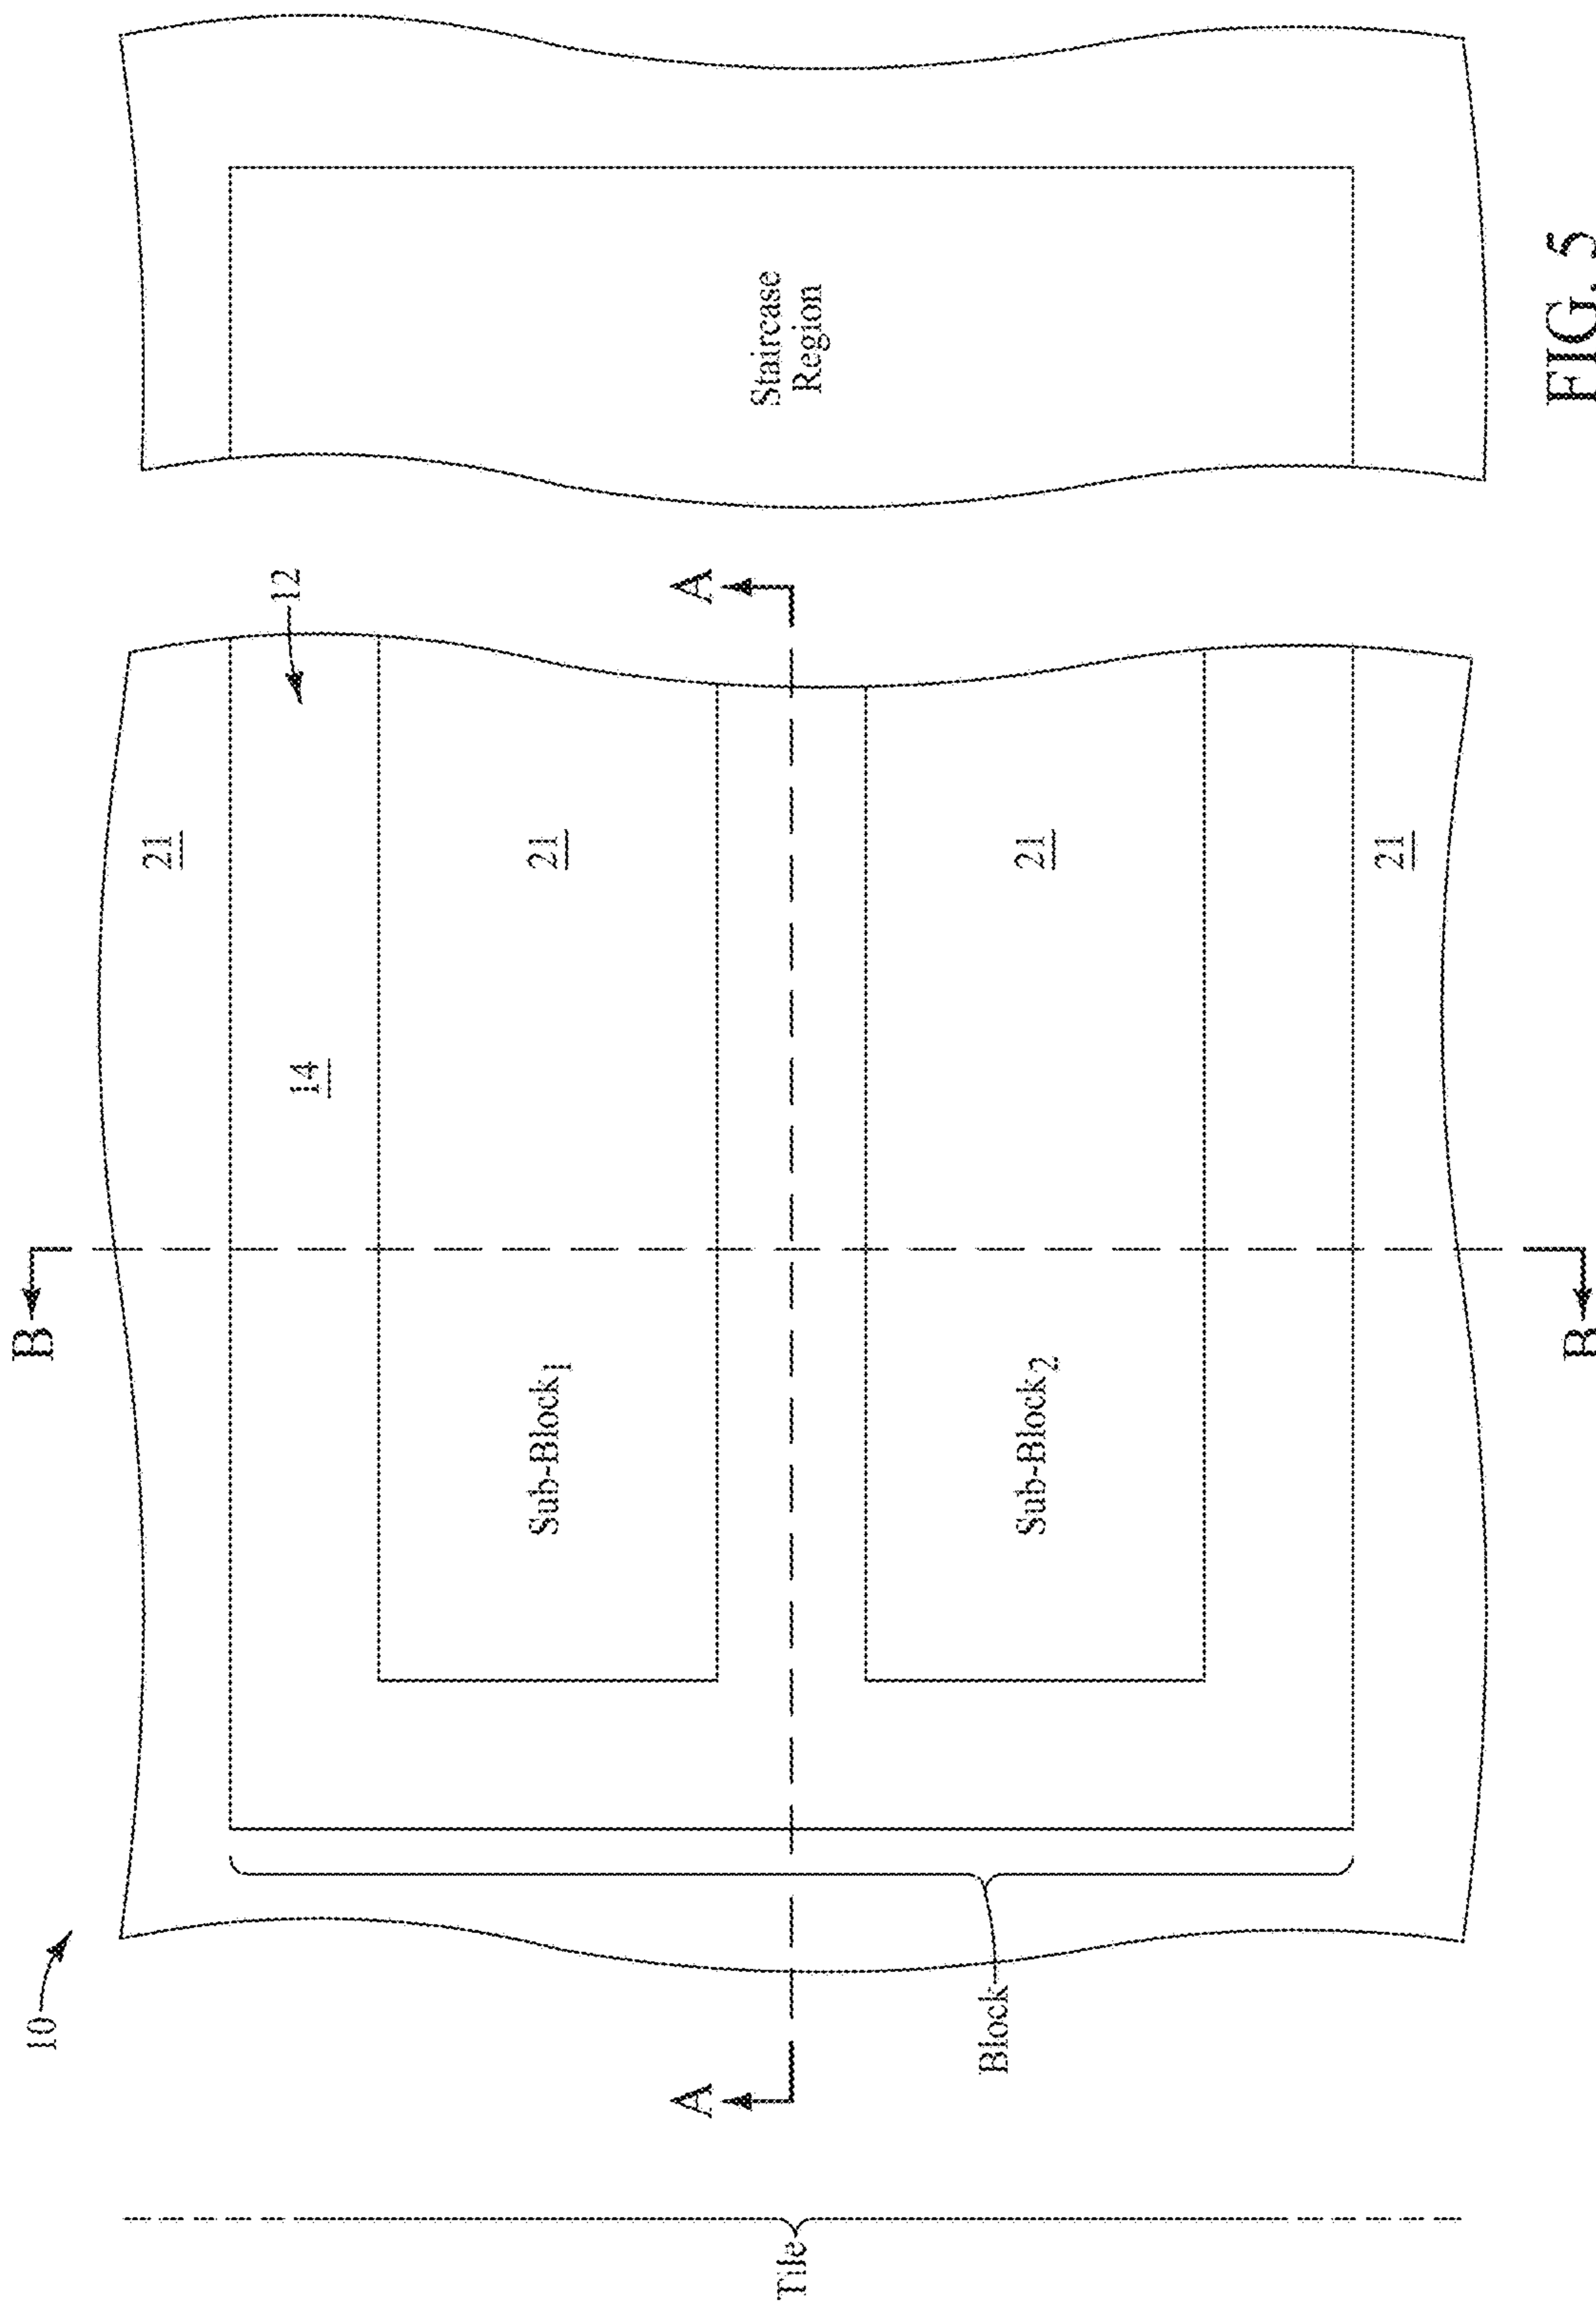 10
B
21
12
14
Sub-Block₁
21
A
A
Tile
Staircase
Region
Block
Sub-Block₂
21
21
B
FIG. 5